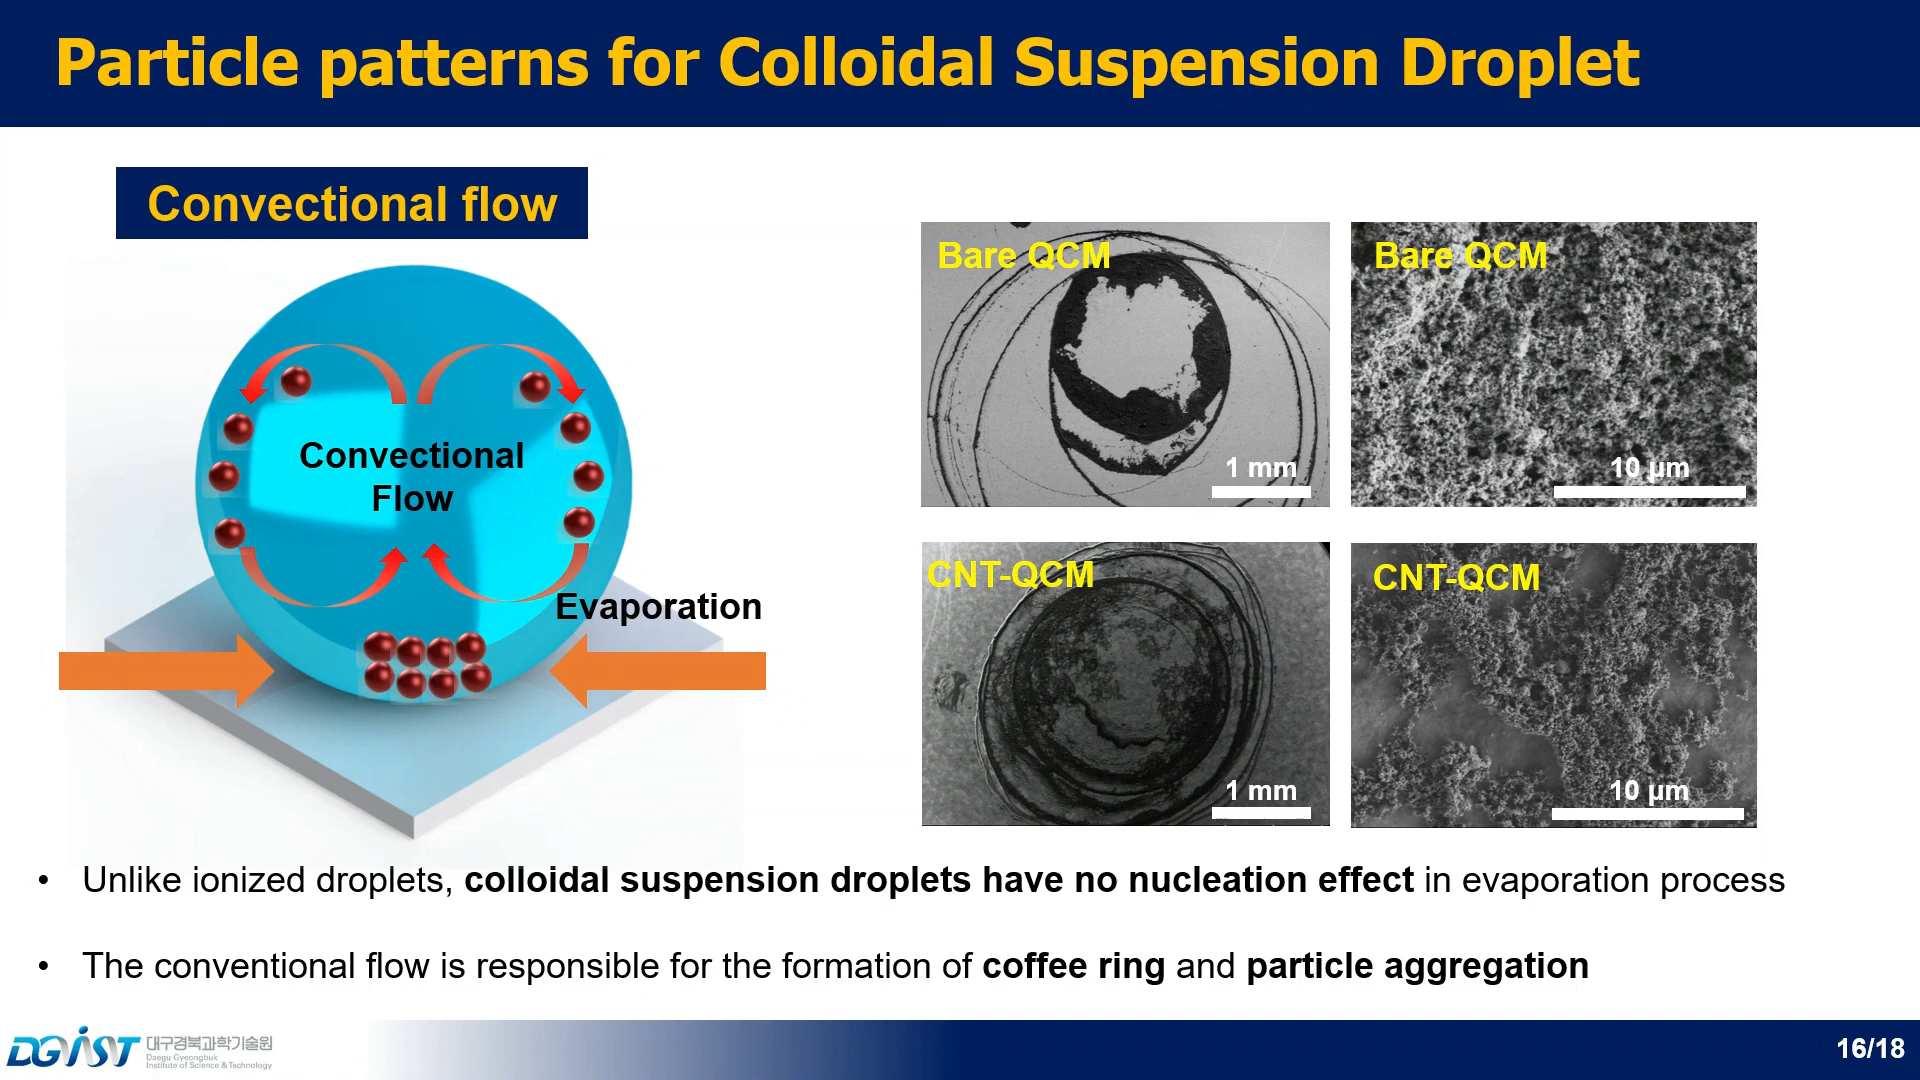 Particle patterns for Colloidal Suspension Droplet
Convectional flow
Convectional
Flow
Evaporation
Bare QCM
1 mm
Bare QCM
10 µm
CNT-QCM
1 mm
CNT-QCM
10 µm
• Unlike ionized droplets, colloidal suspension droplets have no nucleation effect in evaporation process
• The conventional flow is responsible for the formation of coffee ring and particle aggregation
DGIST 대구경북과학기술원
Daegu Gyeongbuk
Institute of Science & Technology
16/18